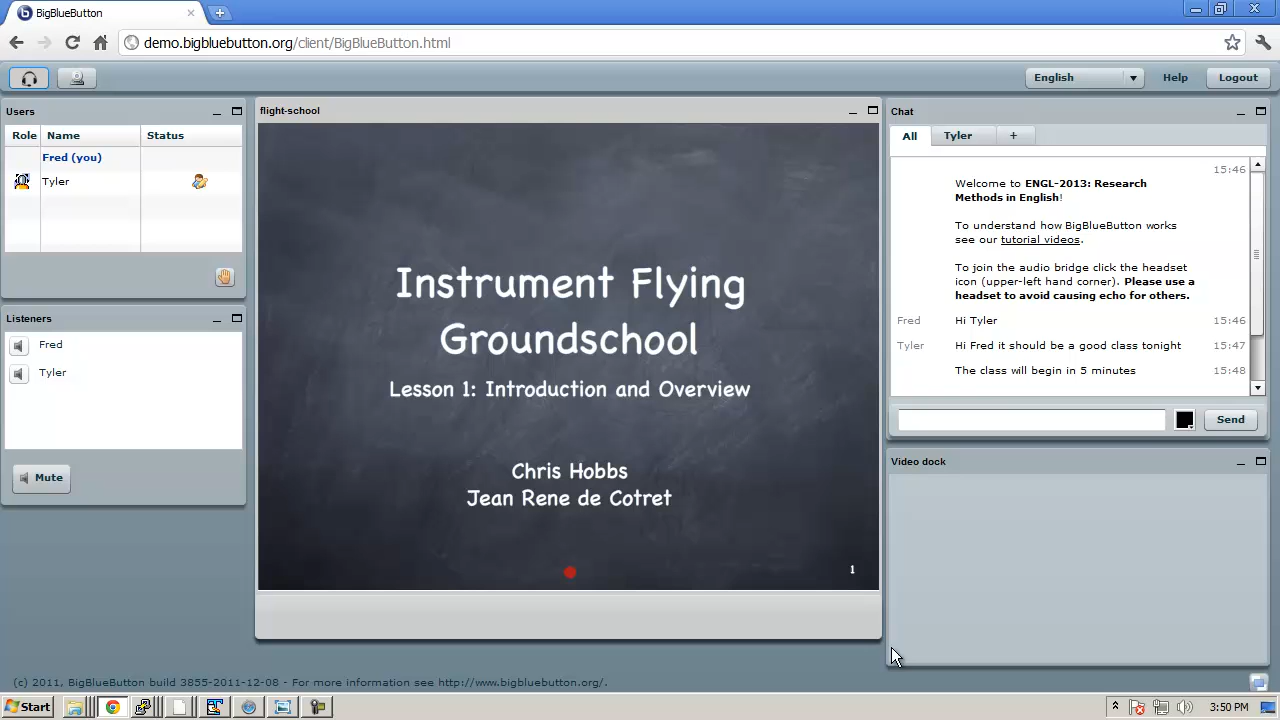 BigBlueButton
demo.bigbluebutton.org/client/BigBlueButton.html
English
Help
Logout
Users
Role Name Status
Fred (you)
Tyler
Listeners
Fred
Tyler
Mute
flight-school
Instrument Flying
Groundschool
Lesson 1: Introduction and Overview
Chris Hobbs
Jean Rene de Cotret
1
Chat
All Tyler +
15:46
Welcome to ENGL-2013: Research
Methods in English!
To understand how BigBlueButton works
see our tutorial videos.
To join the audio bridge click the headset
icon (upper-left hand corner). Please use a
headset to avoid causing echo for others.
Fred Hi Tyler 15:46
Tyler Hi Fred it should be a good class tonight 15:47
The class will begin in 5 minutes 15:48
Send
Video dock
(c) 2011, BigBlueButton build 3855-2011-12-08 - For more information see http://www.bigbluebutton.org/.
Start
3:50 PM